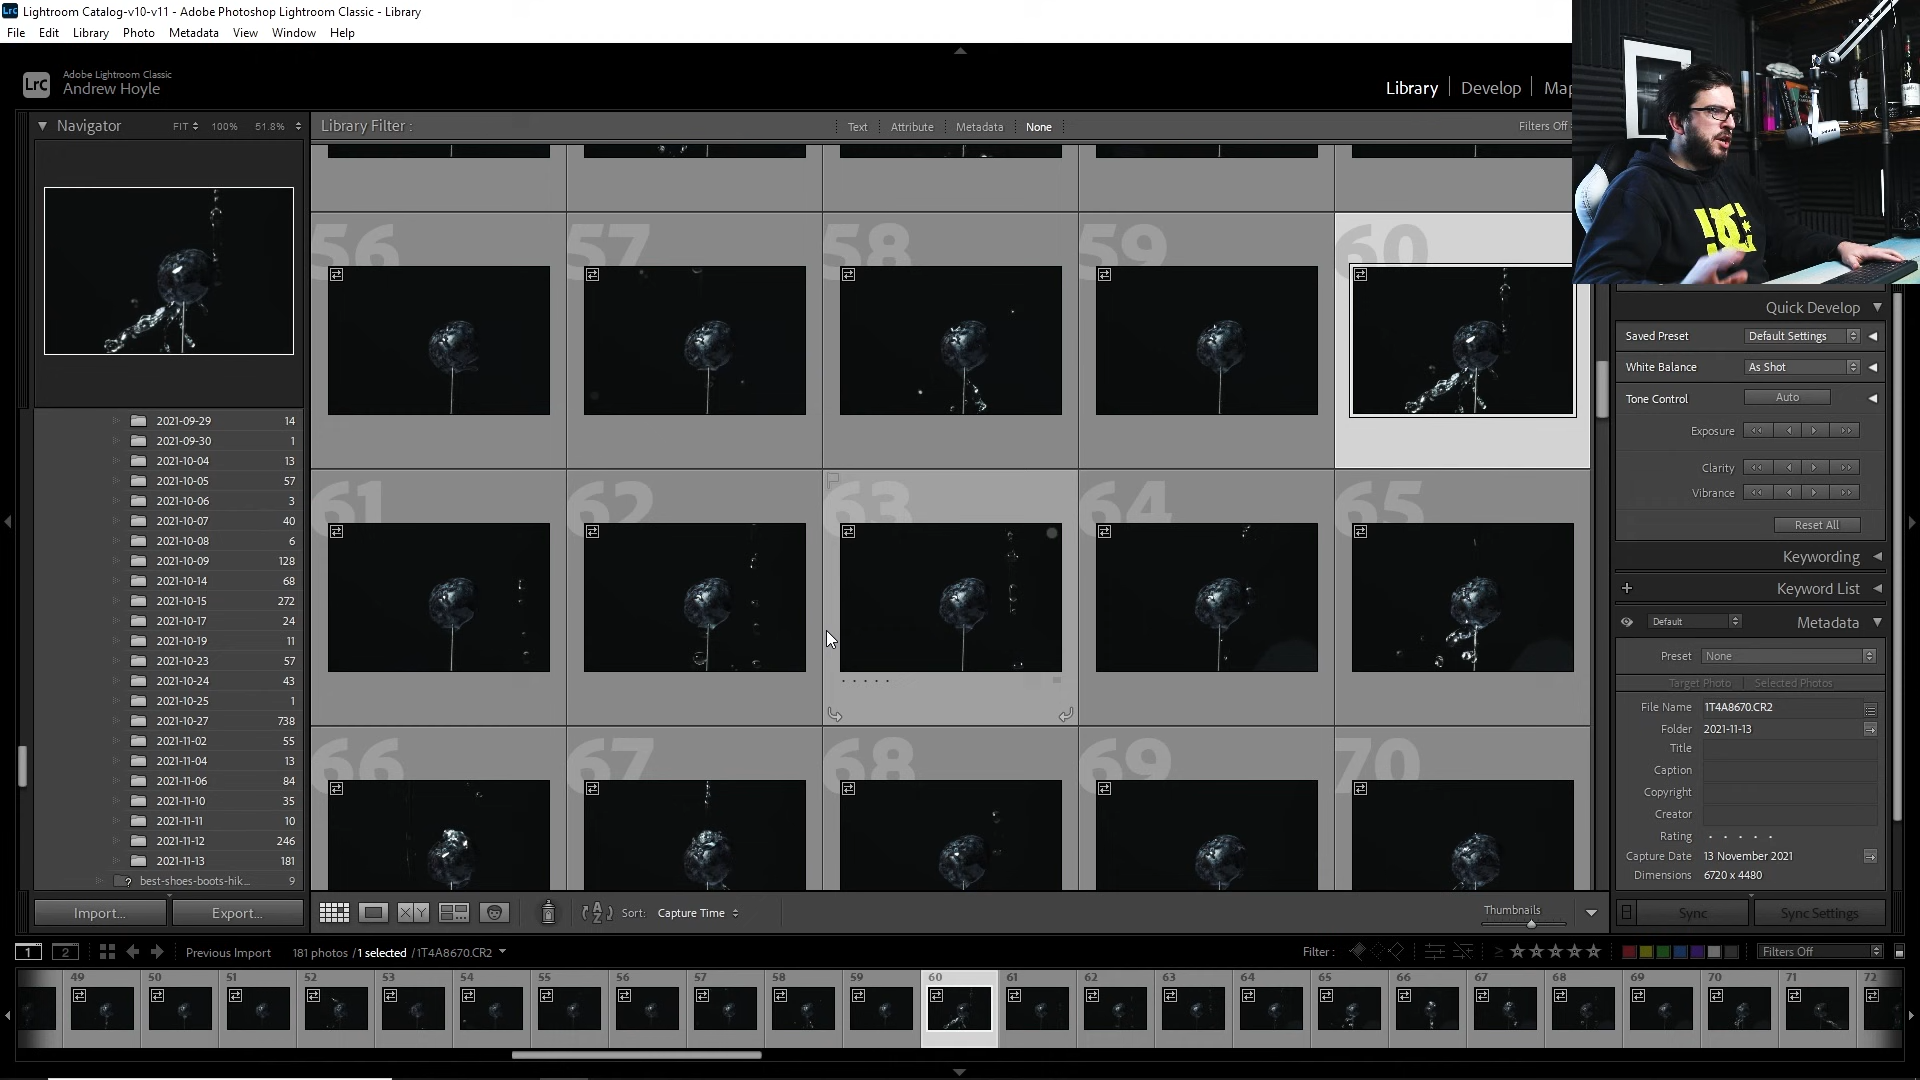 Lrc Lightroom Catalog-v10-v11 - Adobe Photoshop Lightroom Classic - Library
File Edit Library Photo Metadata View Window Help
LrC Adobe Lightroom Classic
Andrew Hoyle
Library | Develop | Map
Navigator FIT 100% 51.8%
Library Filter : Text Attribute Metadata None Filters Off
56 57 58 59 60
61 62 63 64 65
66 67 68 69 70
2021-09-29 14
2021-09-30 1
2021-10-04 13
2021-10-05 57
2021-10-06 3
2021-10-07 40
2021-10-08 6
2021-10-09 128
2021-10-14 68
2021-10-15 272
2021-10-17 24
2021-10-19 11
2021-10-23 57
2021-10-24 43
2021-10-25 1
2021-10-27 738
2021-11-02 55
2021-11-04 13
2021-11-06 84
2021-11-10 35
2021-11-11 10
2021-11-12 246
2021-11-13 181
best-shoes-boots-hik... 9
Import... Export...
Quick Develop
Saved Preset Default Settings
White Balance As Shot
Tone Control Auto
Exposure
Clarity
Vibrance
Reset All
Keywording
Keyword List
Default Metadata
Preset None
Target Photo Selected Photos
File Name 1T4A8670.CR2
Folder 2021-11-13
Title
Caption
Copyright
Creator
Rating
Capture Date 13 November 2021
Dimensions 6720 x 4480
Sync Sync Settings
Sort: Capture Time
Thumbnails
1 2 Previous Import 181 photos / 1 selected / 1T4A8670.CR2
Filter : Filters Off
49 50 51 52 53 54 55 56 57 58 59 60 61 62 63 64 65 66 67 68 69 70 71 72